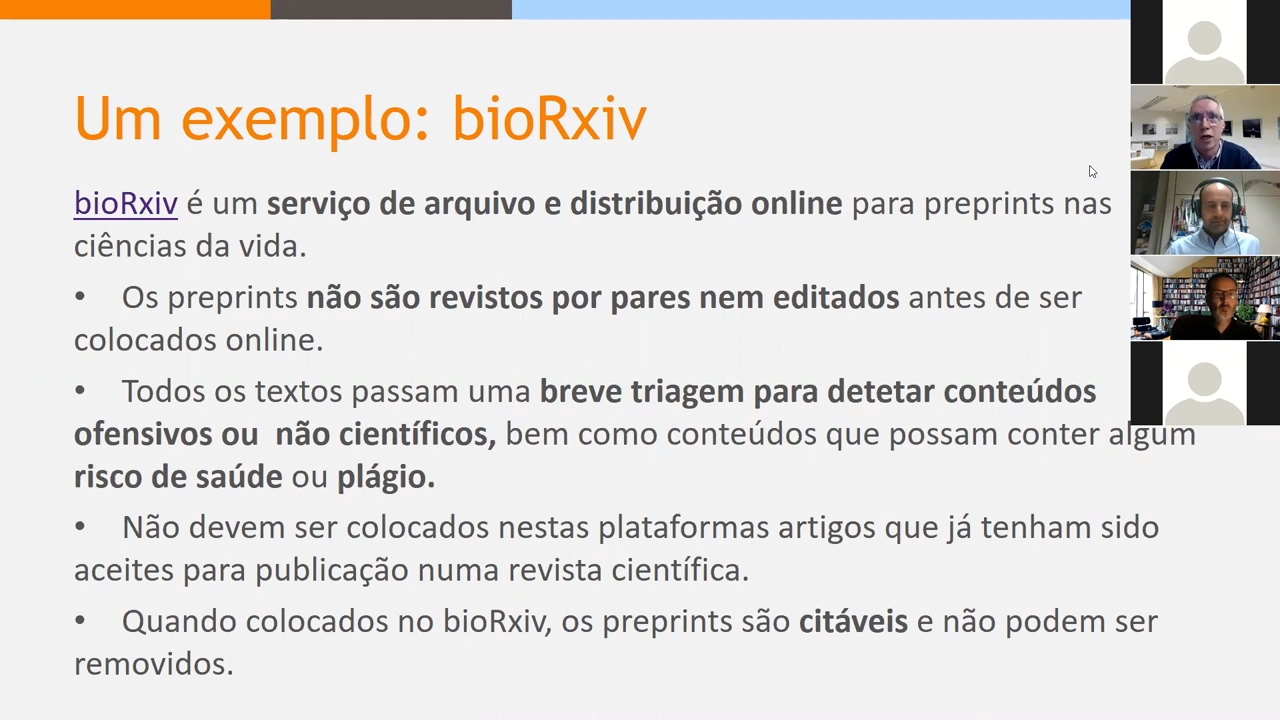 Um exemplo: bioRxiv
bioRxiv é um serviço de arquivo e distribuição online para preprints nas
ciências da vida.
• Os preprints não são revistos por pares nem editados antes de ser
colocados online.
• Todos os textos passam uma breve triagem para detetar conteúdos
ofensivos ou  não científicos, bem como conteúdos que possam conter algum
risco de saúde ou plágio.
• Não devem ser colocados nestas plataformas artigos que já tenham sido
aceites para publicação numa revista científica.
• Quando colocados no bioRxiv, os preprints são citáveis e não podem ser
removidos.